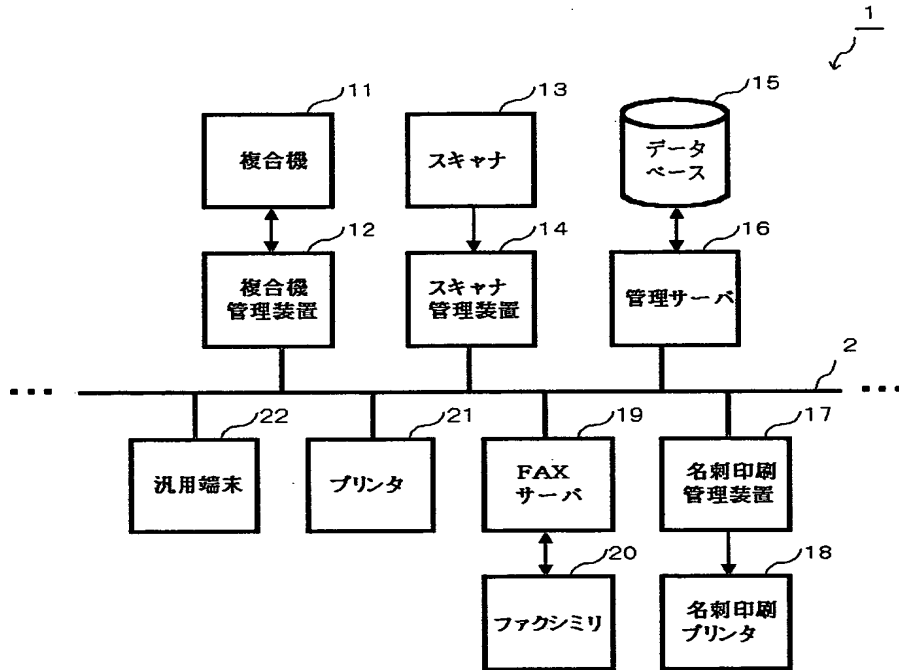 1
11
複合機
13
スキャナ
15
データ
ベース
12
複合機
管理装置
14
スキャナ
管理装置
16
管理サーバ
2
22
汎用端末
21
プリンタ
19
FAX
サーバ
17
名刺印刷
管理装置
20
ファクシミリ
18
名刺印刷
プリンタ